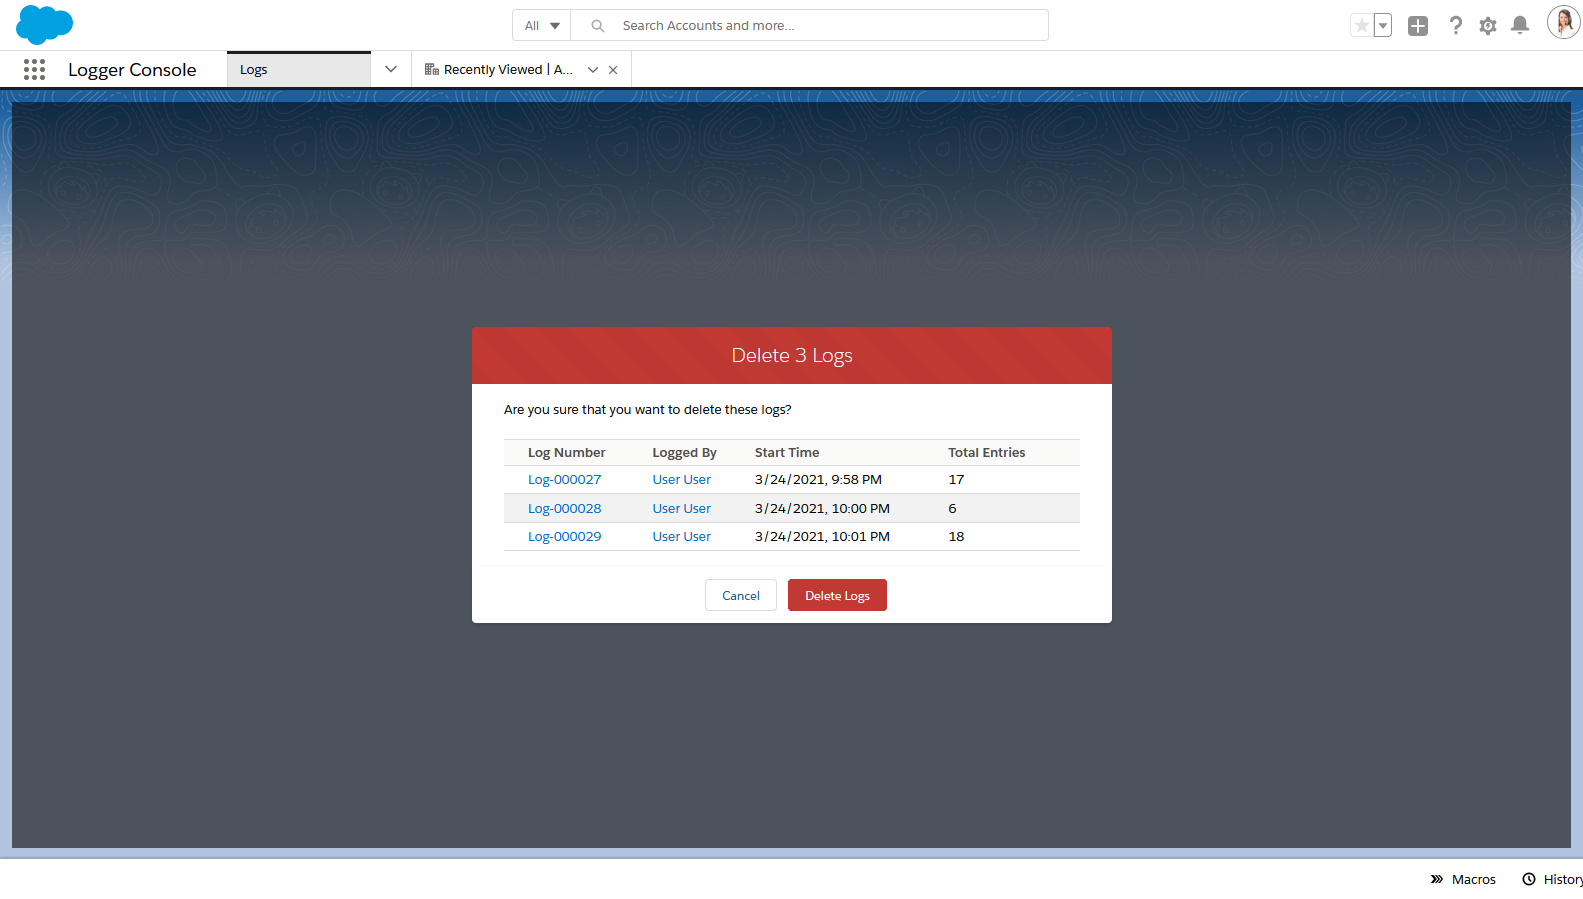 All Search Accounts and more...
Logger Console Logs Recently Viewed | A...
Delete 3 Logs
Are you sure that you want to delete these logs?
Log Number Logged By Start Time Total Entries
Log-000027 User User 3/24/2021, 9:58 PM 17
Log-000028 User User 3/24/2021, 10:00 PM 6
Log-000029 User User 3/24/2021, 10:01 PM 18
Cancel Delete Logs
Macros History